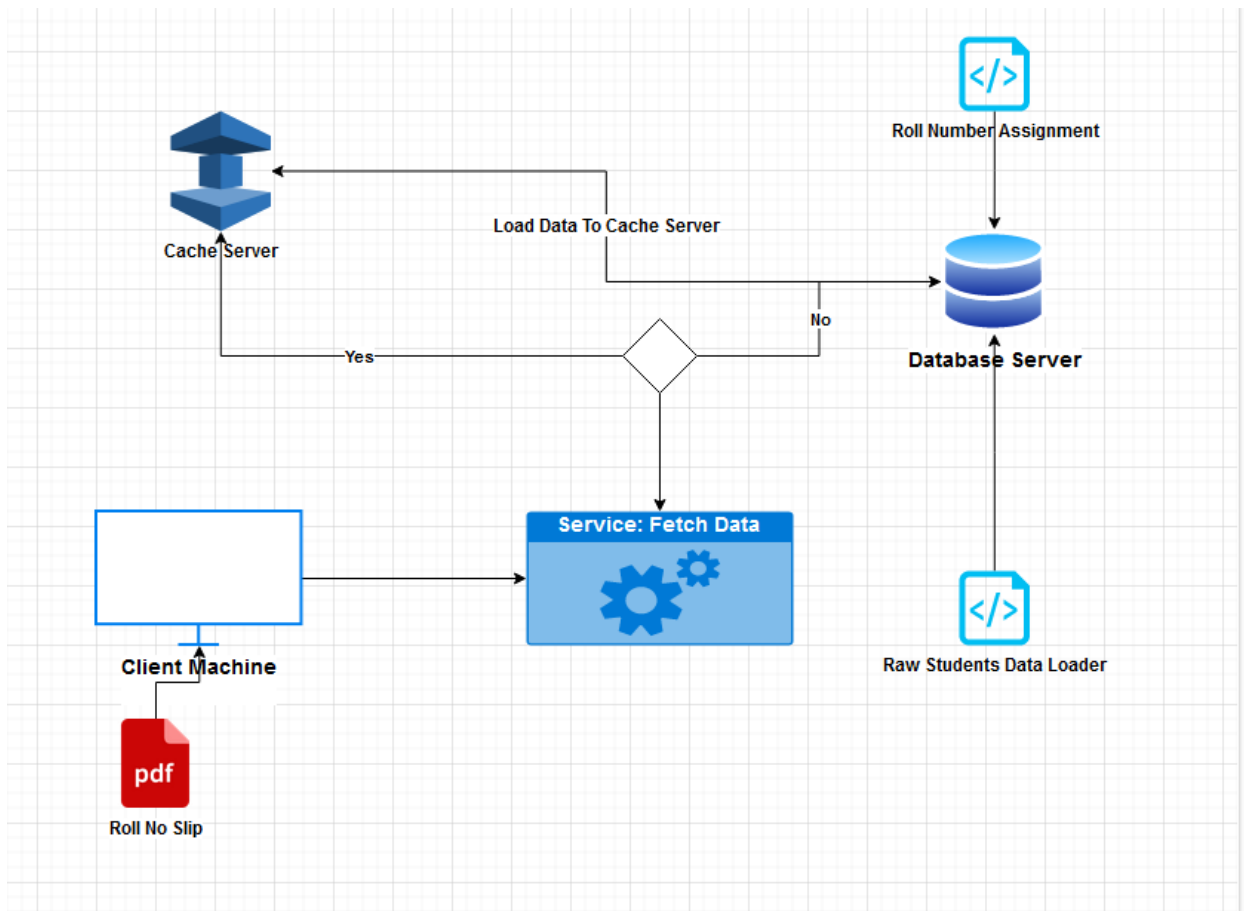 </>
Roll Number Assignment
Cache Server
Load Data To Cache Server
No
Yes
Database Server
Service: Fetch Data
</>
Client Machine
Raw Students Data Loader
pdf
Roll No Slip